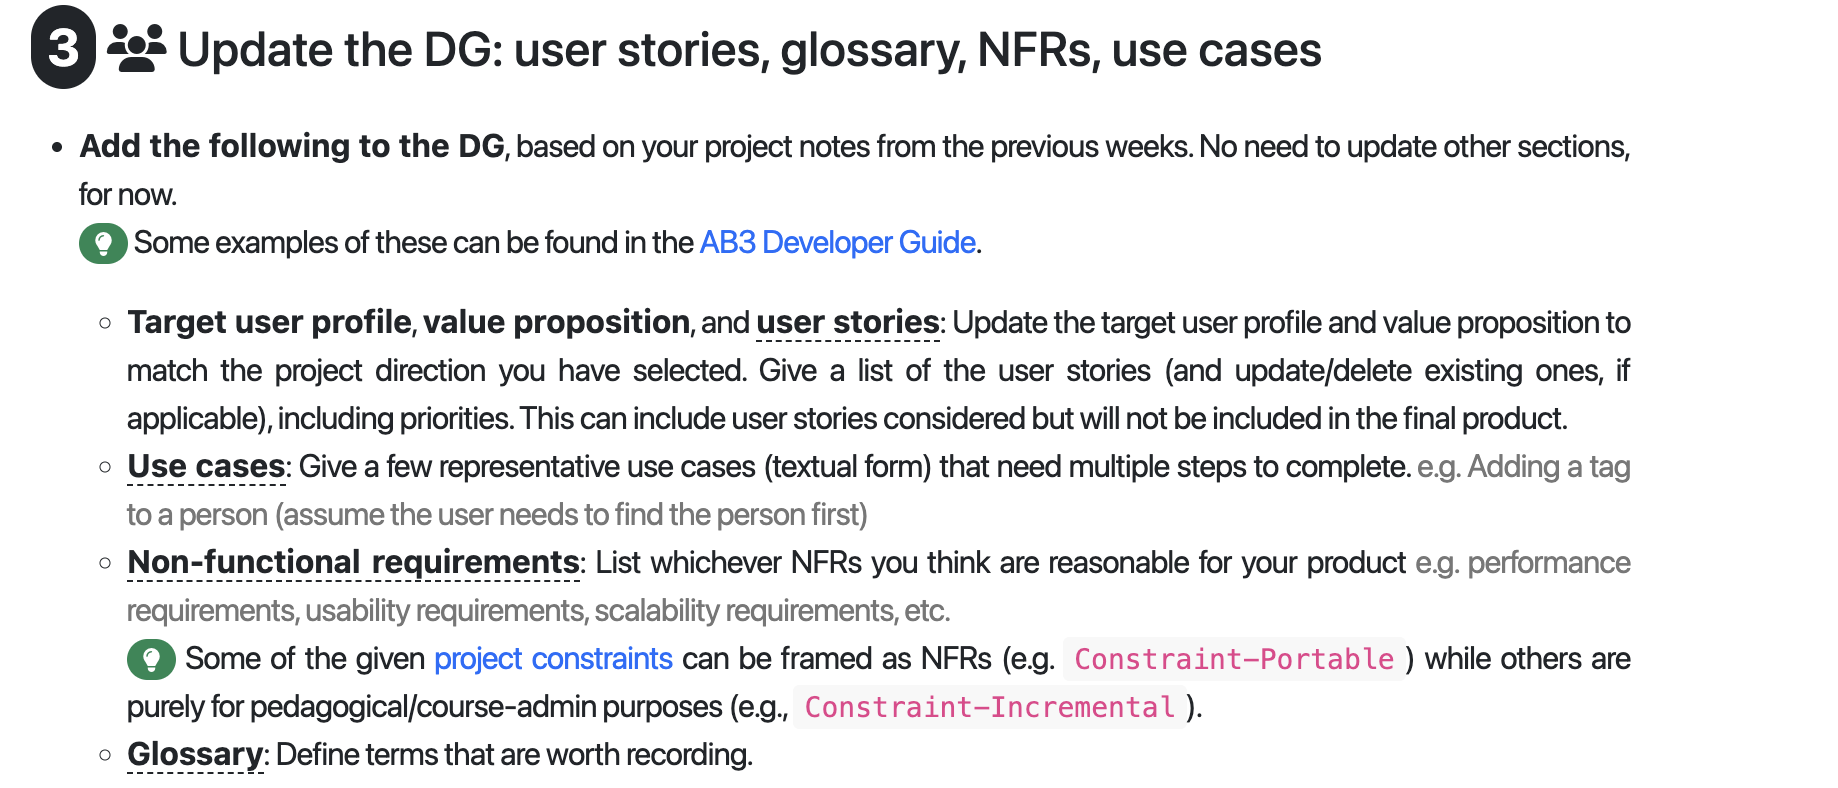 3 Update the DG: user stories, glossary, NFRs, use cases
• Add the following to the DG, based on your project notes from the previous weeks. No need to update other sections,
for now.
Some examples of these can be found in the AB3 Developer Guide.
◦ Target user profile, value proposition, and user stories: Update the target user profile and value proposition to
match the project direction you have selected. Give a list of the user stories (and update/delete existing ones, if
applicable), including priorities. This can include user stories considered but will not be included in the final product.
◦ Use cases: Give a few representative use cases (textual form) that need multiple steps to complete. e.g. Adding a tag
to a person (assume the user needs to find the person first)
◦ Non-functional requirements: List whichever NFRs you think are reasonable for your product e.g. performance
requirements, usability requirements, scalability requirements, etc.
Some of the given project constraints can be framed as NFRs (e.g. Constraint-Portable ) while others are
purely for pedagogical/course-admin purposes (e.g., Constraint-Incremental ).
◦ Glossary: Define terms that are worth recording.